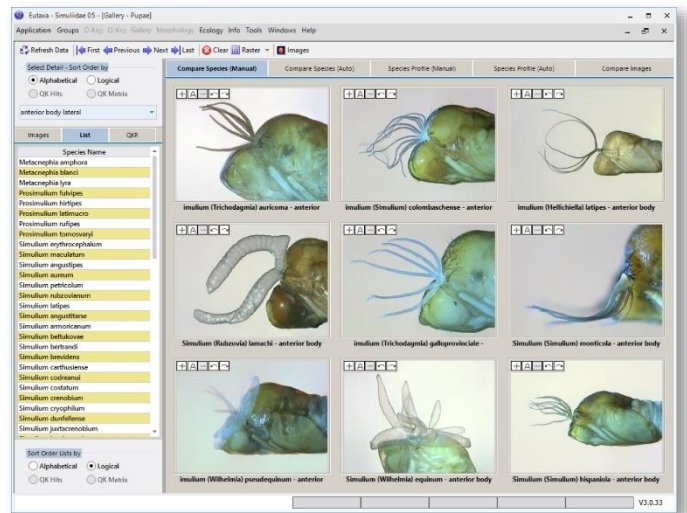 Eutaxa - Simuliidae 05 - [Gallery - Pupae]
Application Groups D-Key Q-Key Gallery Morphology Ecology Info Tools Windows Help
Refresh Data First Previous Next Last Clear Raster Images
Select Detail - Sort Order by
Alphabetical Logical
QK Hits QK Matrix
anterior body lateral
Images List QKR
Species Name
Metacnephia amphora
Metacnephia blanci
Metacnephia lyra
Prosimulium fulvipes
Prosimulium hirtipes
Prosimulium latimucro
Prosimulium rufipes
Prosimulium tomosvaryi
Simulium erythrocephalum
Simulium maculatum
Simulium angustipes
Simulium aureum
Simulium petricolum
Simulium rubzovianum
Simulium latipes
Simulium angustitarse
Simulium armoricanum
Simulium beltukovae
Simulium bertrandi
Simulium brevidens
Simulium carthusiense
Simulium codreanui
Simulium costatum
Simulium crenobium
Simulium cryophilum
Simulium dunfellense
Simulium juxtacrenobium
Sort Order Lists by
Alphabetical Logical
QK Hits QK Matrix
Compare Species (Manual) Compare Species (Auto) Species Profile (Manual) Species Profile (Auto) Compare Images
imulium (Trichodagmia) auricoma - anterior
imulium (Simulium) colombaschense - anterior
imulium (Hellichiella) latipes - anterior body
Simulium (Rubzovia) lamachi - anterior body
imulium (Trichodagmia) galloprovinciale -
Simulium (Simulium) monticola - anterior body
imulium (Wilhelmia) pseudequinum - anterior
Simulium (Wilhelmia) equinum - anterior body
Simulium (Simulium) hispaniola - anterior body
V3.0.33